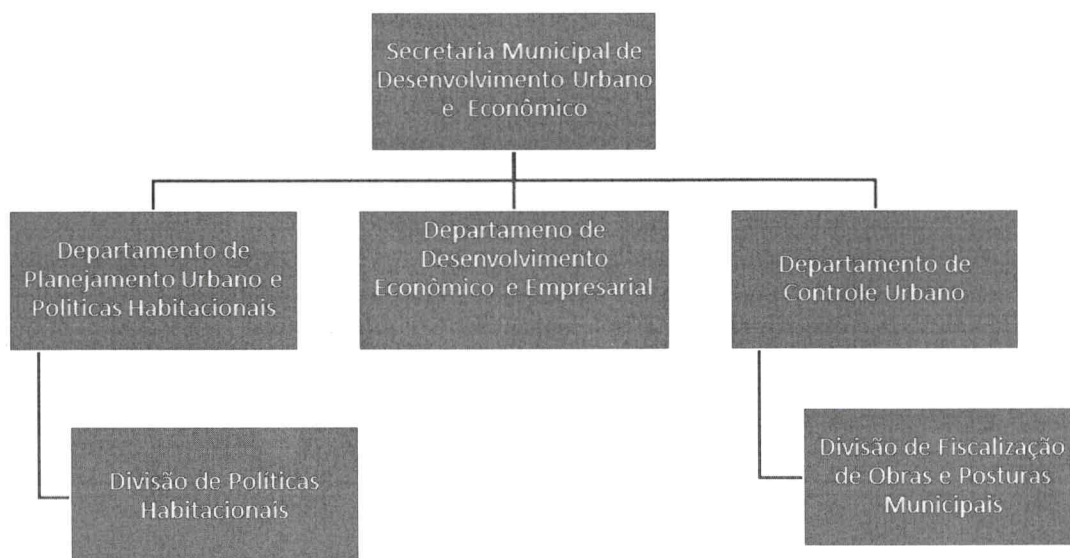 Secretaria Municipal de
Desenvolvimento Urbano
e Econômico
Departamento de
Planejamento Urbano e
Políticas Habitacionais
Departameno de
Desenvolvimento
Econômico e Empresarial
Departamento de
Controle Urbano
Divisão de Políticas
Habitacionais
Divisão de Fiscalização
de Obras e Posturas
Municipais